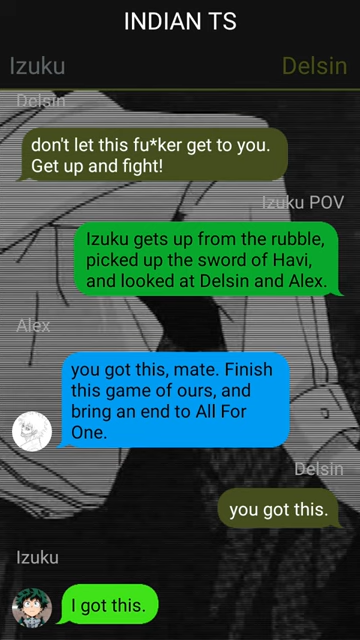 INDIAN TS
Izuku
Delsin
Delsin
don't let this fu*ker get to you.
Get up and fight!
Izuku POV
Izuku gets up from the rubble,
picked up the sword of Havi,
and looked at Delsin and Alex.
Alex
you got this, mate. Finish
this game of ours, and
bring an end to All For
One.
Delsin
you got this.
Izuku
I got this.